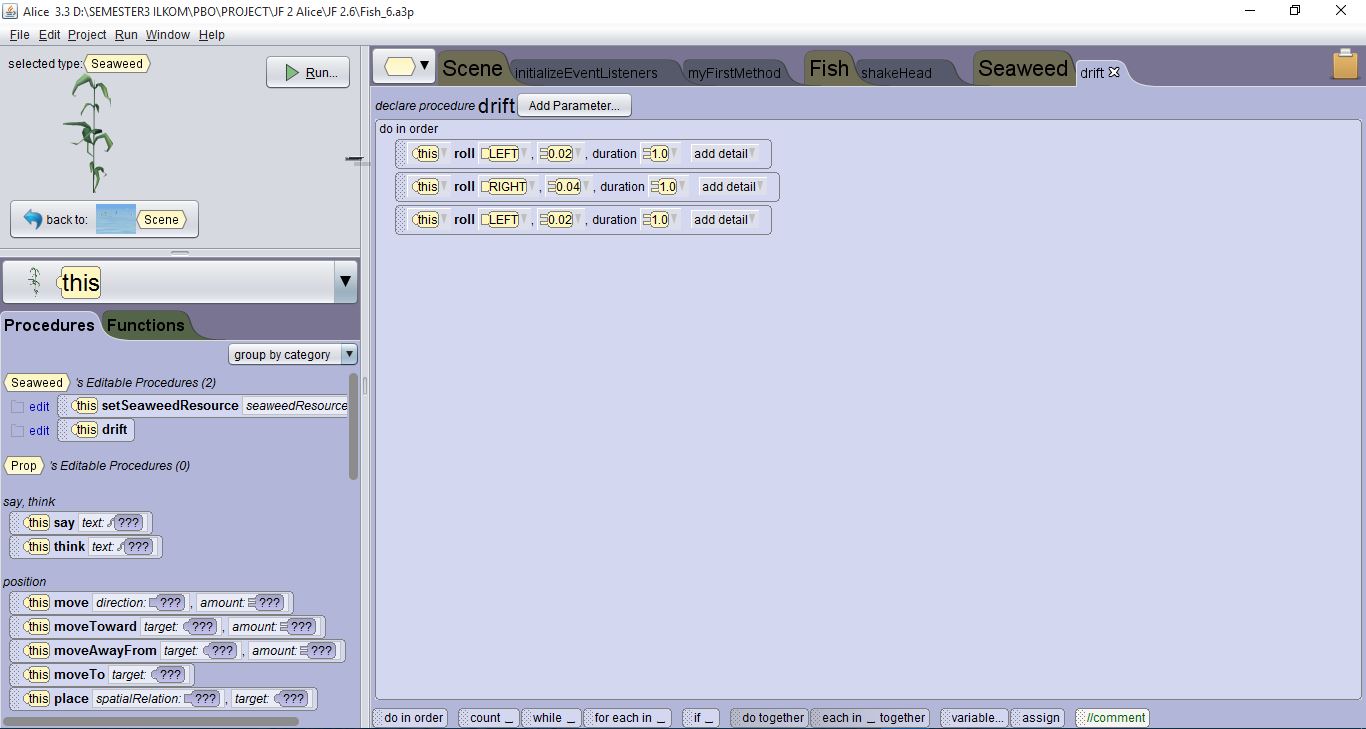 Alice 3.3 D:\SEMESTER3 ILKOM\PBO\PROJECT\JF 2 Alice\JF 2.6\Fish_6.a3p
File Edit Project Run Window Help
selected type: Seaweed
Run...
back to: Scene
this
Procedures Functions
group by category
Seaweed 's Editable Procedures (2)
edit this setSeaweedResource seaweedResource
edit this drift
Prop 's Editable Procedures (0)
say, think
this say text: ???
this think text: ???
position
this move direction: ??? , amount: ???
this moveToward target: ??? , amount: ???
this moveAwayFrom target: ??? , amount: ???
this moveTo target: ???
this place spatialRelation: ??? , target: ???
Scene initializeEventListeners myFirstMethod Fish shakeHead Seaweed drift
declare procedure drift Add Parameter...
do in order
this roll LEFT , 0.02 , duration 1.0 add detail
this roll RIGHT , 0.04 , duration 1.0 add detail
this roll LEFT , 0.02 , duration 1.0 add detail
do in order count _ while _ for each in _ if _ do together each in _ together variable... assign //comment